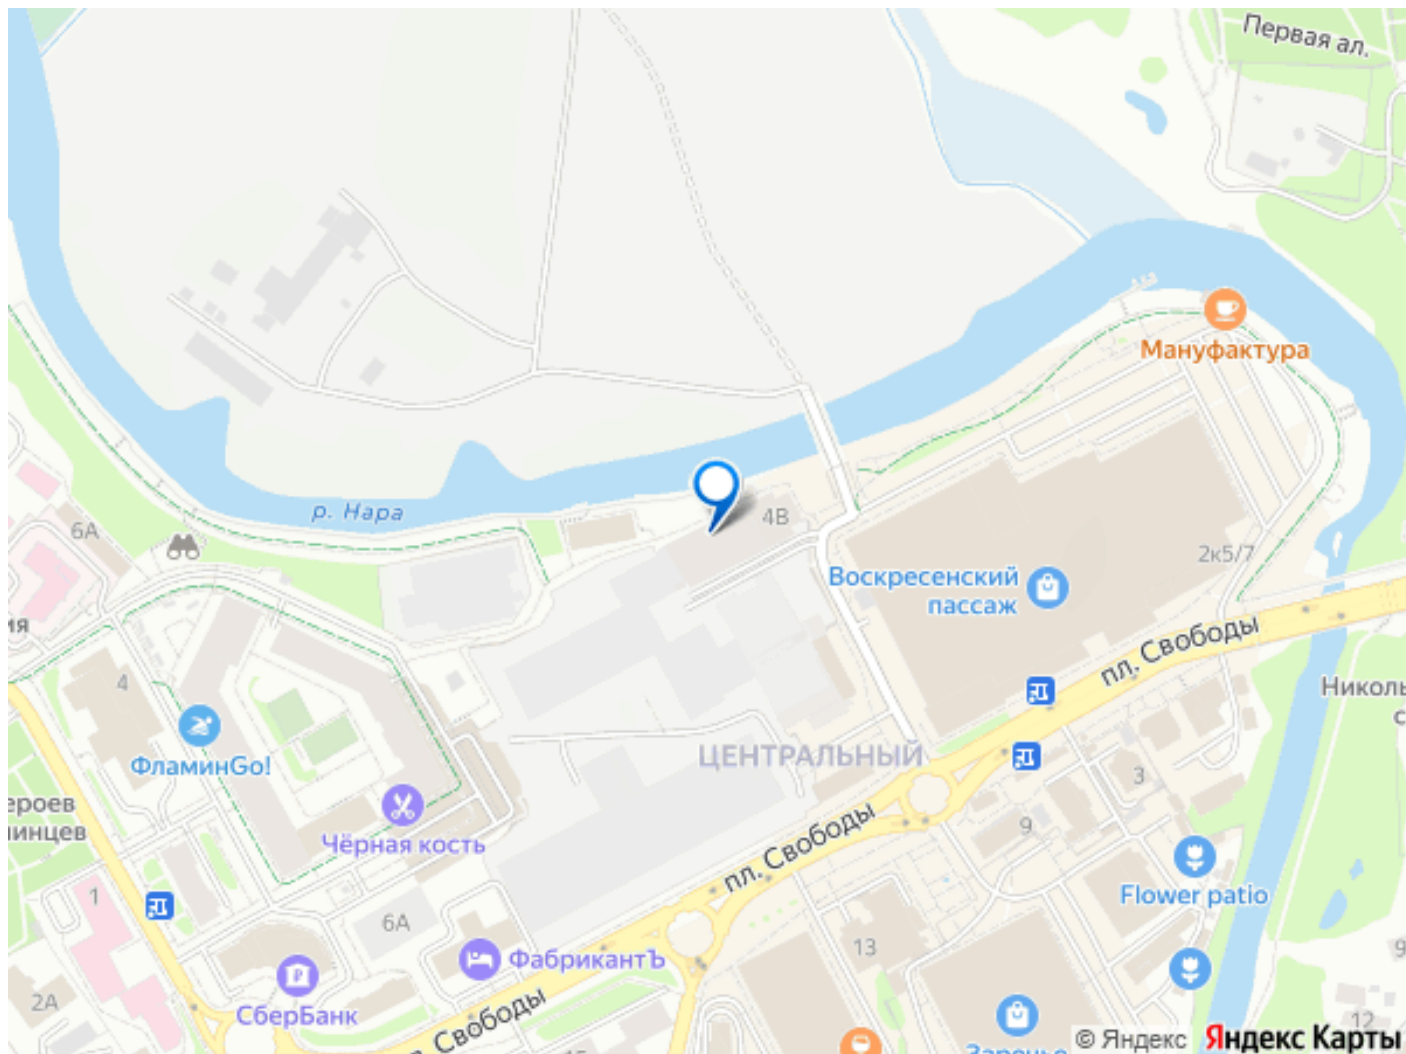 Первая ал.
Мануфактура
р. Нара
4В
6А
2к5/7
Воскресенский
пассаж
пл. Свободы
4
ФламинGo!
ЦЕНТРАЛЬНЫЙ
3
Чёрная кость
9
пл. Свободы
1
Flower patio
6А
13
ФабрикантЪ
2А
СберБанк
Свободы
12
© Яндекс
Яндекс Карты